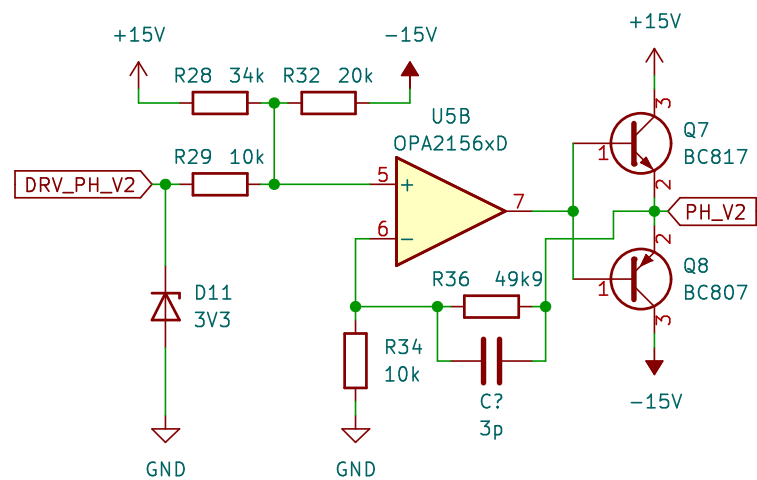 +15V
+15V
-15V
R28 34k R32 20k
3
U5B
OPA2156xD
Q7
BC817
1
R29 10k
5
+
DRV_PH_V2
2
7
PH_V2
6
−
2
R36 49k9
Q8
BC807
1
D11
3V3
3
R34
10k
C?
3p
-15V
GND
GND